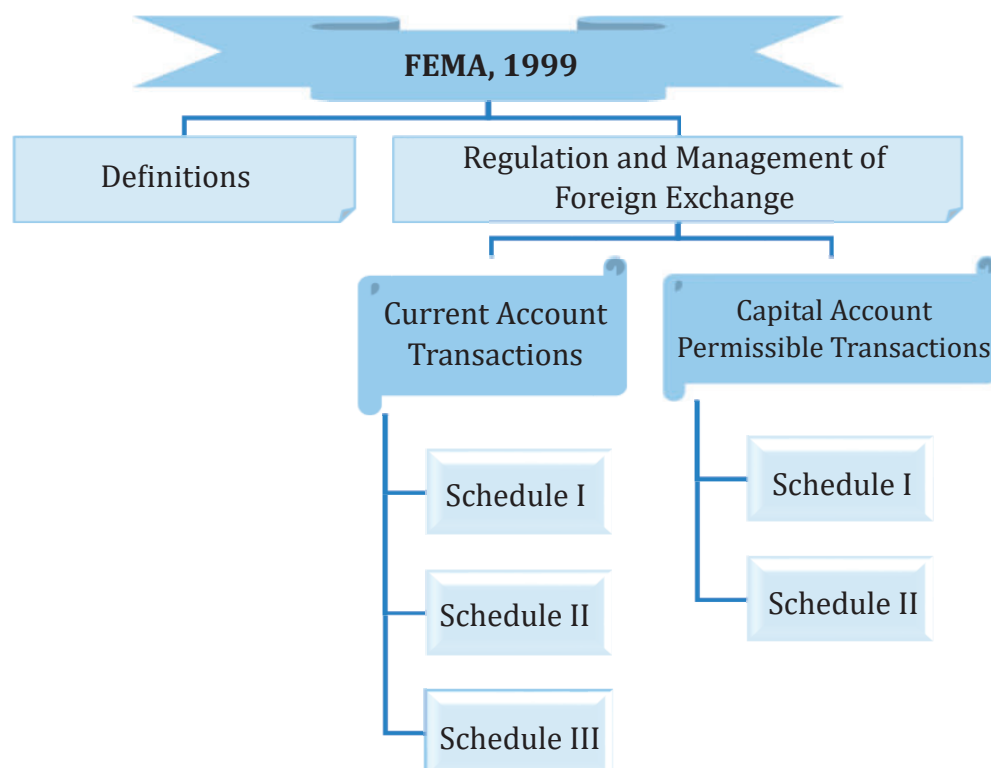 FEMA, 1999
Definitions
Regulation and Management of
Foreign Exchange
Current Account
Transactions
Capital Account
Permissible Transactions
Schedule I
Schedule II
Schedule III
Schedule I
Schedule II